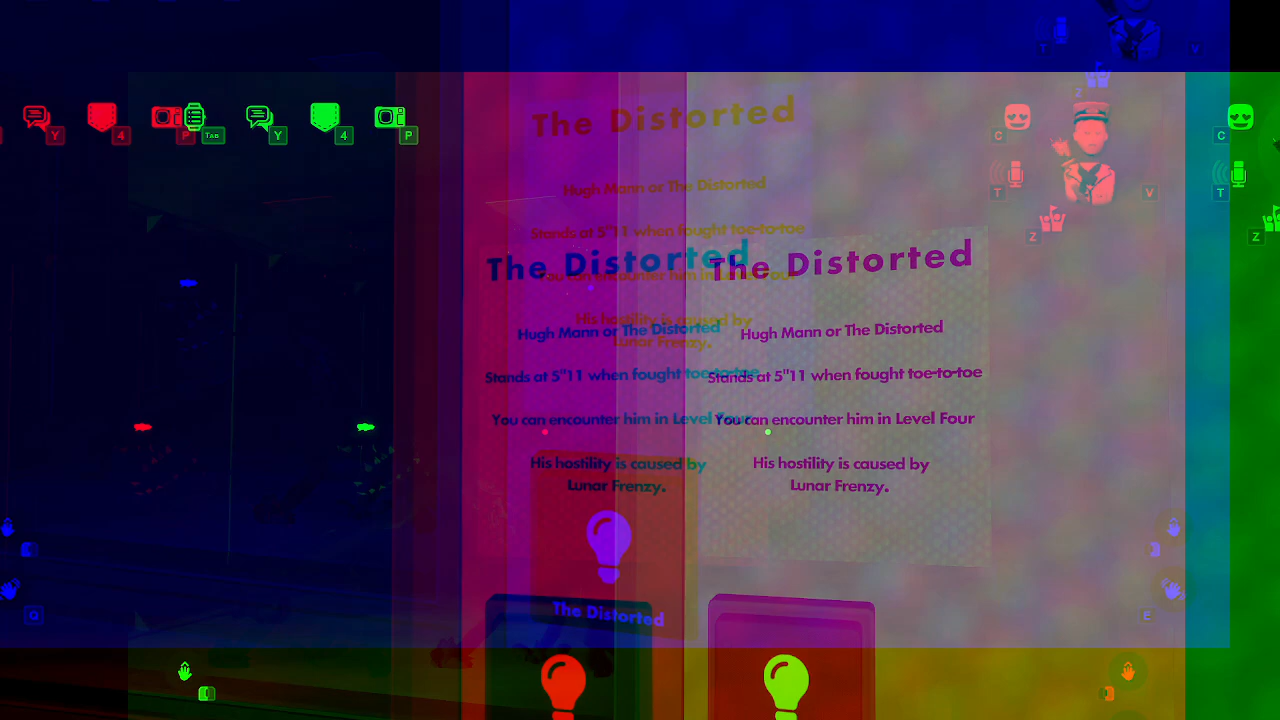 Y 4 P Tab Y 4 P
The Distorted
Hugh Mann or The Distorted
Stands at 5"11 when fought toe-to-toe
You can encounter him in Level Four
His hostility is caused by
Lunar Frenzy.
The Distorted
The Distorted
Hugh Mann or The Distorted
Hugh Mann or The Distorted
Stands at 5"11 when fought toe-to-toe
Stands at 5"11 when fought toe-to-toe
You can encounter him in Level Four
You can encounter him in Level Four
His hostility is caused by
Lunar Frenzy.
His hostility is caused by
Lunar Frenzy.
The Distorted
T
V
Z
C
T
V
Z
C
T
Z
Q
E